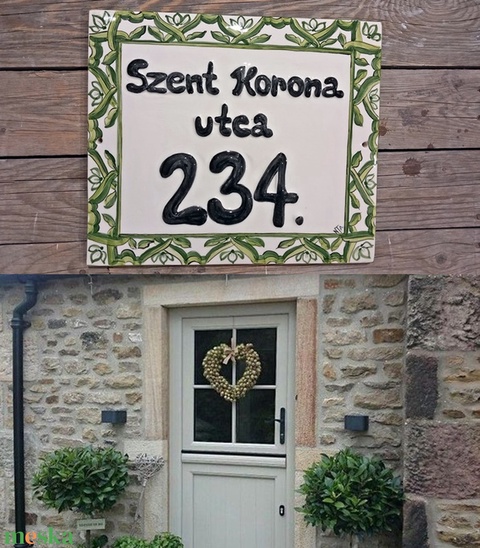 Szent Korona
utca
234.
meska